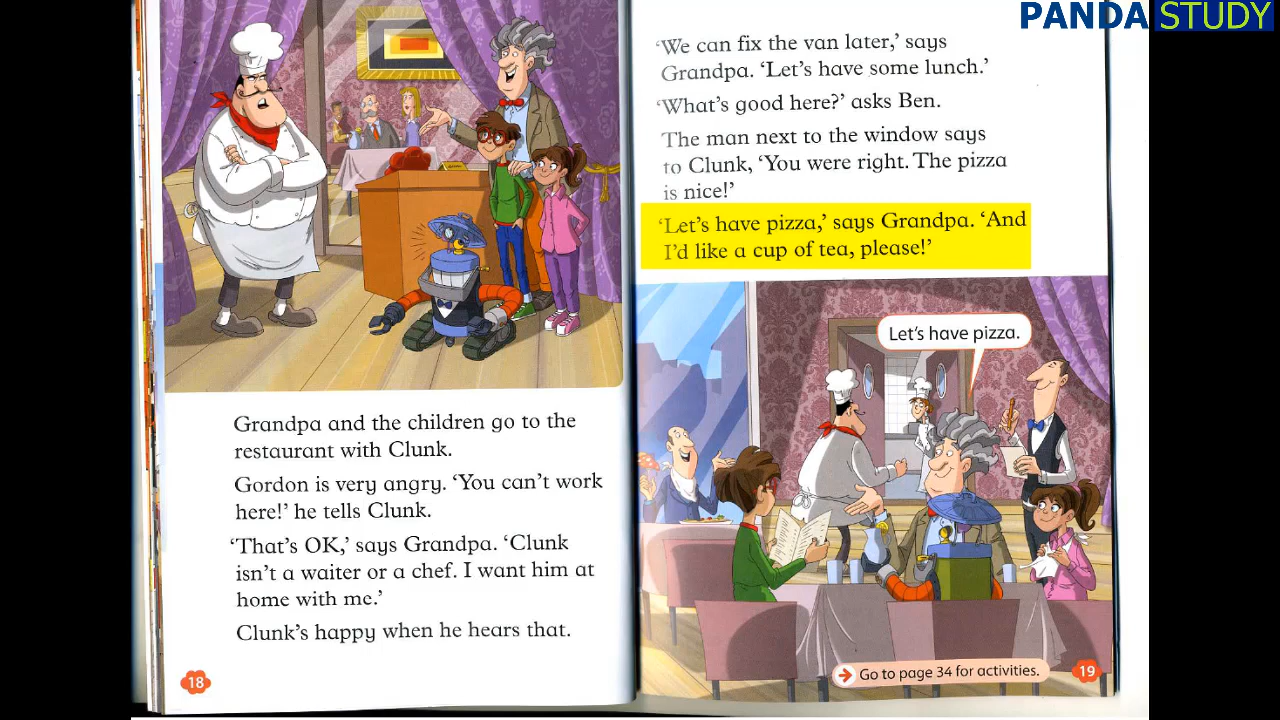 PANDA STUDY
Grandpa and the children go to the
restaurant with Clunk.
Gordon is very angry. ‘You can’t work
here!’ he tells Clunk.
‘That’s OK,’ says Grandpa. ‘Clunk
isn’t a waiter or a chef. I want him at
home with me.’
Clunk’s happy when he hears that.
18
‘We can fix the van later,’ says
Grandpa. ‘Let’s have some lunch.’
‘What’s good here?’ asks Ben.
The man next to the window says
to Clunk, ‘You were right. The pizza
is nice!’
‘Let’s have pizza,’ says Grandpa. ‘And
I’d like a cup of tea, please!’
Let’s have pizza.
Go to page 34 for activities.
19